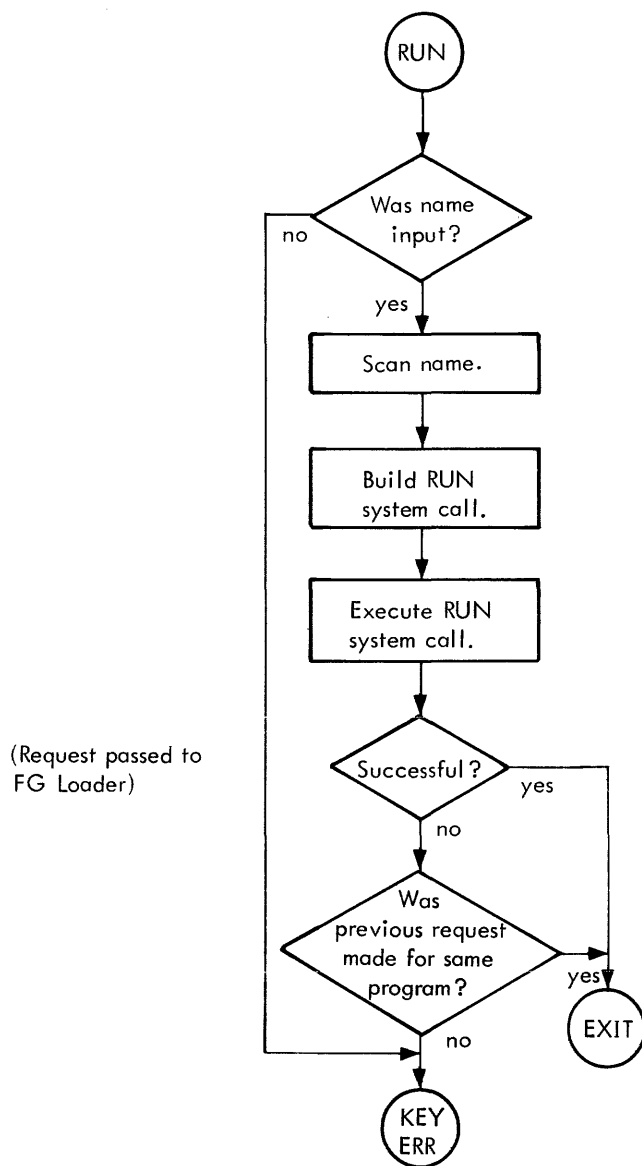 RUN
Was name
input?
no
yes
Scan name.
Build RUN
system call.
Execute RUN
system call.
(Request passed to
FG Loader)
Successful?
yes
no
Was
previous request
made for same
program?
yes
no
EXIT
KEY
ERR